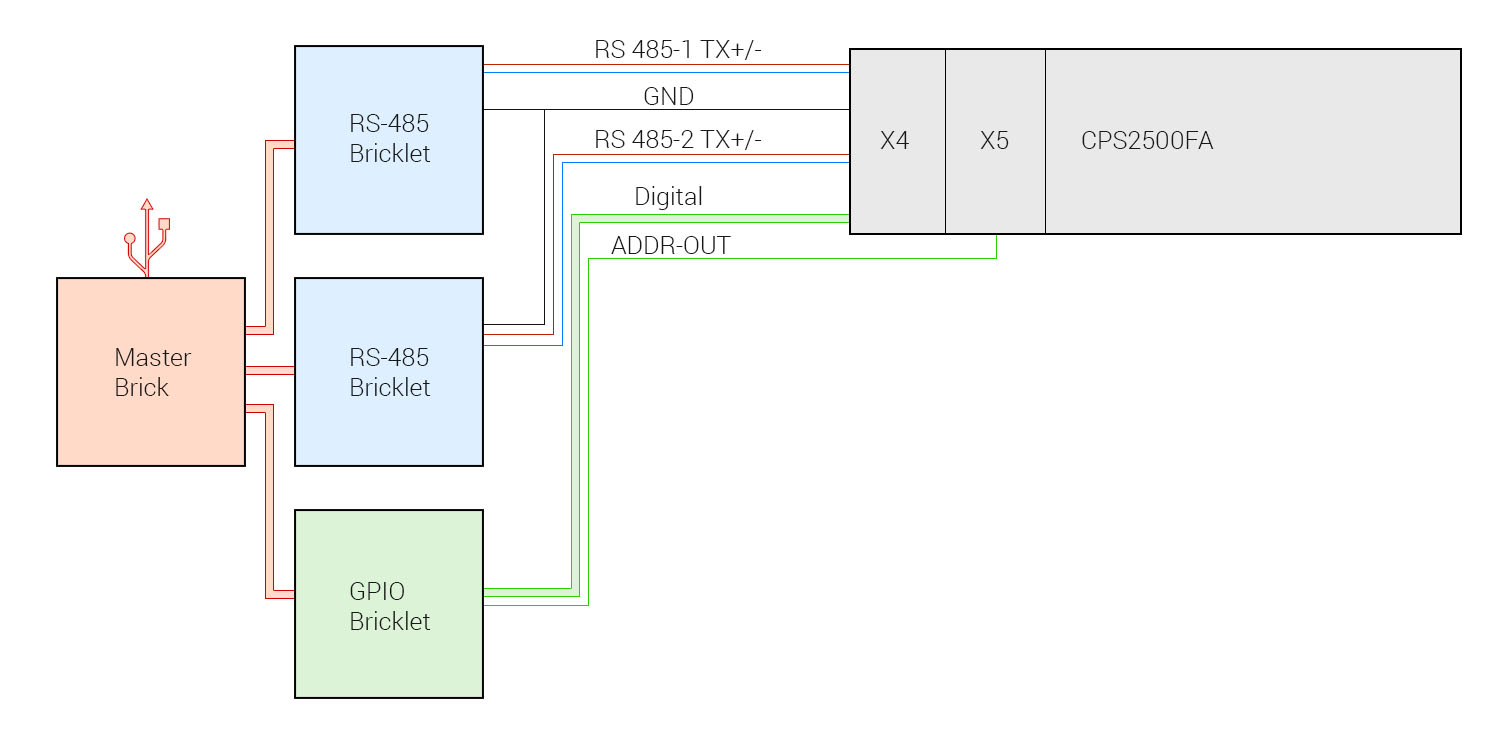 RS 485-1 TX+/-
GND
RS 485-2 TX+/-
Digital
ADDR-OUT
RS-485
Bricklet
X4
X5
CPS2500FA
Master
Brick
RS-485
Bricklet
GPIO
Bricklet